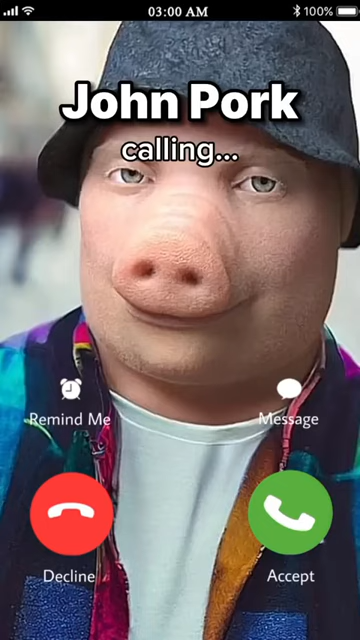 03:00 AM 100%
John Pork
calling...
Remind Me Message
Decline Accept